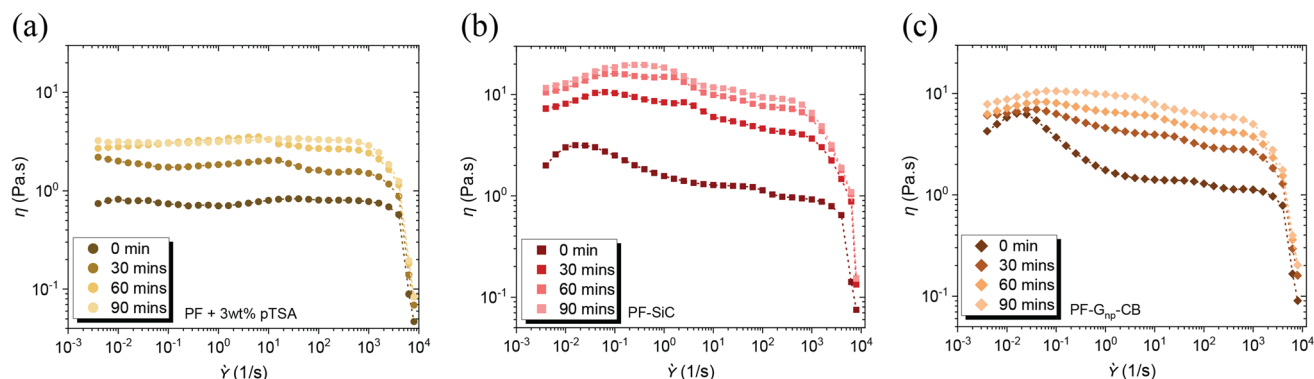 (a)
η (Pa.s)
10¹
10⁰
10⁻¹
0 min
30 mins
60 mins
90 mins
PF + 3wt% pTSA
10⁻³ 10⁻² 10⁻¹ 10⁰ 10¹ 10² 10³ 10⁴
γ̇ (1/s)
(b)
η (Pa.s)
10¹
10⁰
10⁻¹
0 min
30 mins
60 mins
90 mins
PF-SiC
10⁻³ 10⁻² 10⁻¹ 10⁰ 10¹ 10² 10³ 10⁴
γ̇ (1/s)
(c)
η (Pa.s)
10¹
10⁰
10⁻¹
0 min
30 mins
60 mins
90 mins
PF-Gₙₚ-CB
10⁻³ 10⁻² 10⁻¹ 10⁰ 10¹ 10² 10³ 10⁴
γ̇ (1/s)